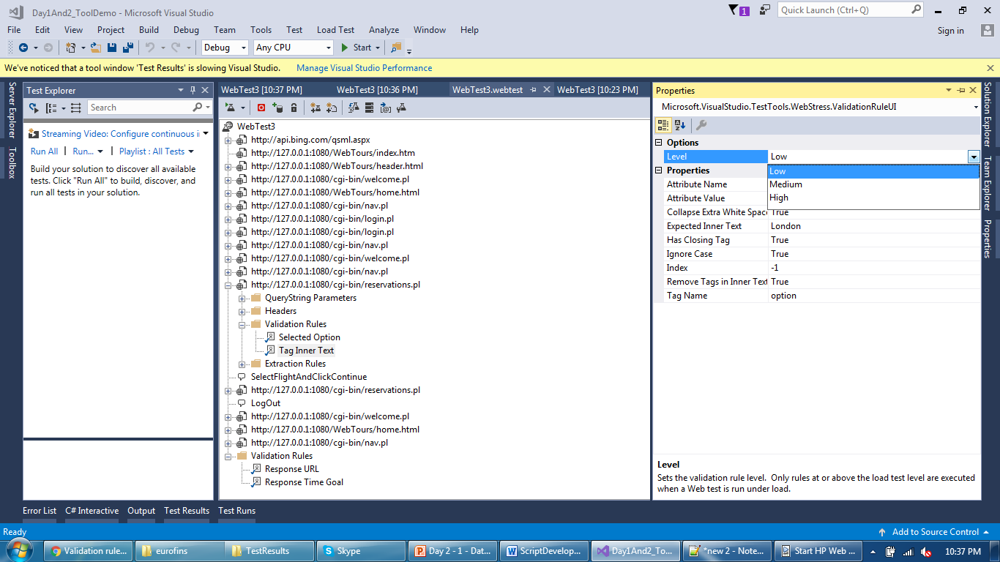 Day1And2_ToolDemo - Microsoft Visual Studio
1
Quick Launch (Ctrl+Q)
File Edit View Project Build Debug Team Tools Test Load Test Analyze Window Help
Sign in
Debug Any CPU Start
We've noticed that a tool window 'Test Results' is slowing Visual Studio. Manage Visual Studio Performance
Server Explorer
Toolbox
Test Explorer
Search
Streaming Video: Configure continuous i
Run All | Run... | Playlist : All Tests
Build your solution to discover all available
tests. Click "Run All" to build, discover, and
run all tests in your solution.
WebTest3 [10:37 PM] WebTest3 [10:36 PM] WebTest3.webtest WebTest3 [10:23 PM]
WebTest3
http://api.bing.com/qsml.aspx
http://127.0.0.1:1080/WebTours/index.htm
http://127.0.0.1:1080/WebTours/header.html
http://127.0.0.1:1080/cgi-bin/welcome.pl
http://127.0.0.1:1080/WebTours/home.html
http://127.0.0.1:1080/cgi-bin/nav.pl
http://127.0.0.1:1080/cgi-bin/login.pl
http://127.0.0.1:1080/cgi-bin/login.pl
http://127.0.0.1:1080/cgi-bin/nav.pl
http://127.0.0.1:1080/cgi-bin/welcome.pl
http://127.0.0.1:1080/cgi-bin/nav.pl
http://127.0.0.1:1080/cgi-bin/reservations.pl
QueryString Parameters
Headers
Validation Rules
Selected Option
Tag Inner Text
Extraction Rules
SelectFlightAndClickContinue
http://127.0.0.1:1080/cgi-bin/reservations.pl
LogOut
http://127.0.0.1:1080/cgi-bin/welcome.pl
http://127.0.0.1:1080/WebTours/home.html
http://127.0.0.1:1080/cgi-bin/nav.pl
Validation Rules
Response URL
Response Time Goal
Properties
Microsoft.VisualStudio.TestTools.WebStress.ValidationRuleUI
Options
Level Low
Low
Medium
High
Properties
Attribute Name
Attribute Value
Collapse Extra White Spac True
Expected Inner Text London
Has Closing Tag True
Ignore Case True
Index -1
Remove Tags in Inner Text True
Tag Name option
Level
Sets the validation rule level. Only rules at or above the load test level are executed
when a Web test is run under load.
Solution Explorer
Team Explorer
Properties
Error List C# Interactive Output Test Results Test Runs
Ready
Add to Source Control
Validation rule... eurofins TestResults Skype Day 2 - 1 - Dat... ScriptDevelop... Day1And2_To... *new 2 - Note... Start HP Web ... 10:37 PM